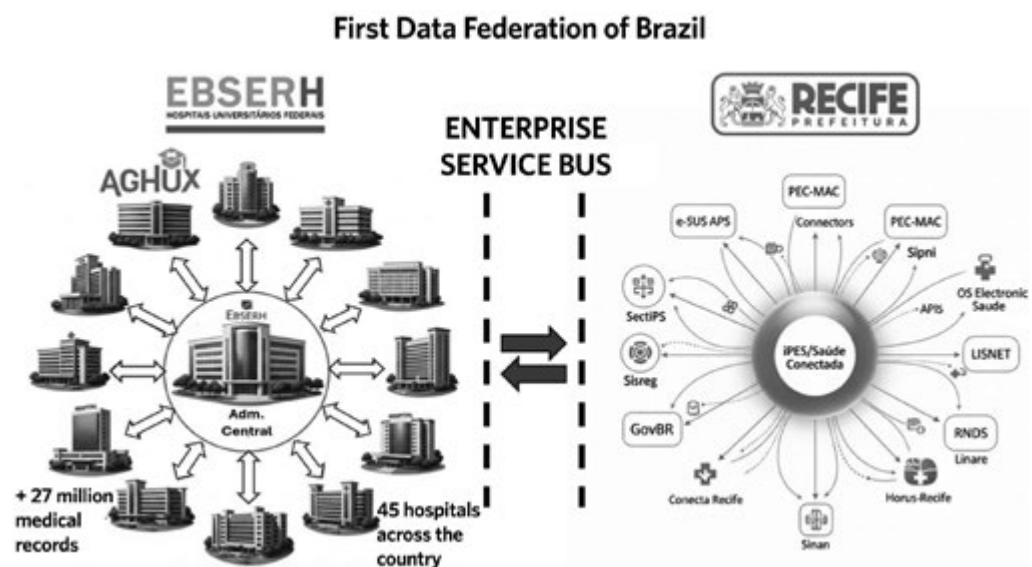 First Data Federation of Brazil
EBSERH
HOSPITAIS UNIVERSITÁRIOS FEDERAIS
AGHUX
EBSERH
Adm.
Central
+ 27 million
medical
records
45 hospitals
across the
country
ENTERPRISE
SERVICE BUS
RECIFE
PREFEITURA
PEC-MAC
Connectors
e-SUS APS
PEC-MAC
Sipni
OS Electronic
Saude
APIS
SectiPS
Sisreg
iPES/Saúde
Conectada
LISNET
GovBR
RNDS
Linare
Conecta Recife
Horus-Recife
Sinan